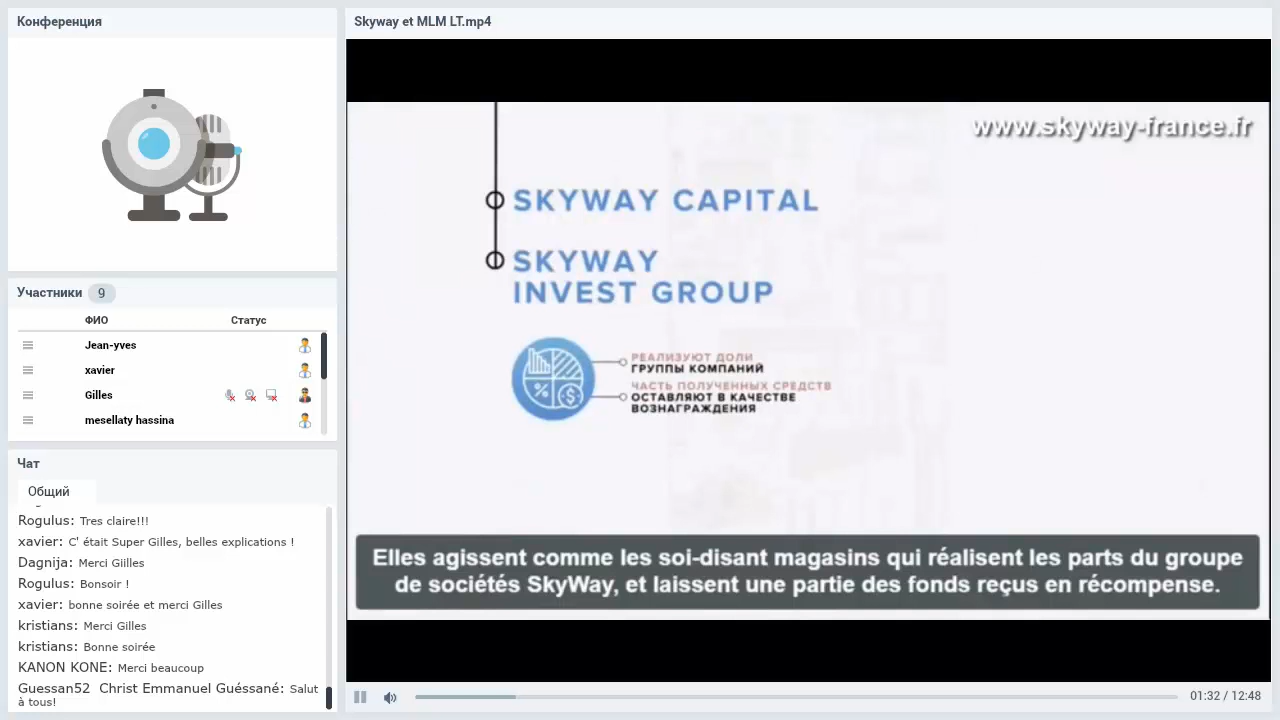 Конференция
Участники 9
ФИО Статус
Jean-yves
xavier
Gilles
mesellaty hassina
Чат
Общий
Rogulus: Tres claire!!!
xavier: C' était Super Gilles, belles explications !
Dagnija: Merci Giilles
Rogulus: Bonsoir !
xavier: bonne soirée et merci Gilles
kristians: Merci Gilles
kristians: Bonne soirée
KANON KONE: Merci beaucoup
Guessan52 Christ Emmanuel Guéssané: Salut
à tous!
Skyway et MLM LT.mp4
www.skyway-france.fr
SKYWAY CAPITAL
SKYWAY
INVEST GROUP
РЕАЛИЗУЮТ ДОЛИ
ГРУППЫ КОМПАНИЙ
ЧАСТЬ ПОЛУЧЕННЫХ СРЕДСТВ
ОСТАВЛЯЮТ В КАЧЕСТВЕ
ВОЗНАГРАЖДЕНИЯ
Elles agissent comme les soi-disant magasins qui réalisent les parts du groupe
de sociétés SkyWay, et laissent une partie des fonds reçus en récompense.
01:32 / 12:48